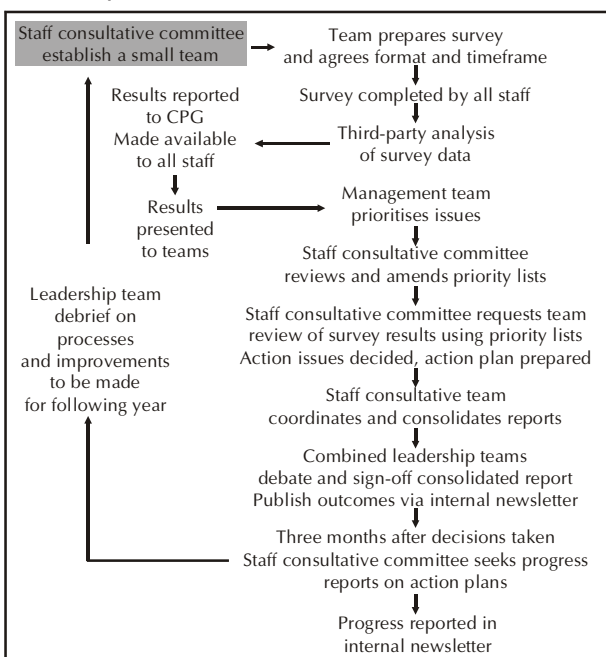 Staff consultative committee
establish a small team
Team prepares survey
and agrees format and timeframe
Survey completed by all staff
Third-party analysis
of survey data
Results reported
to CPG
Made available
to all staff
Results
presented
to teams
Management team
prioritises issues
Staff consultative committee
reviews and amends priority lists
Staff consultative committee requests team
review of survey results using priority lists
Action issues decided, action plan prepared
Staff consultative team
coordinates and consolidates reports
Combined leadership teams
debate and sign-off consolidated report
Publish outcomes via internal newsletter
Three months after decisions taken
Staff consultative committee seeks progress
reports on action plans
Progress reported in
internal newsletter
Leadership team
debrief on
processes
and improvements
to be made
for following year